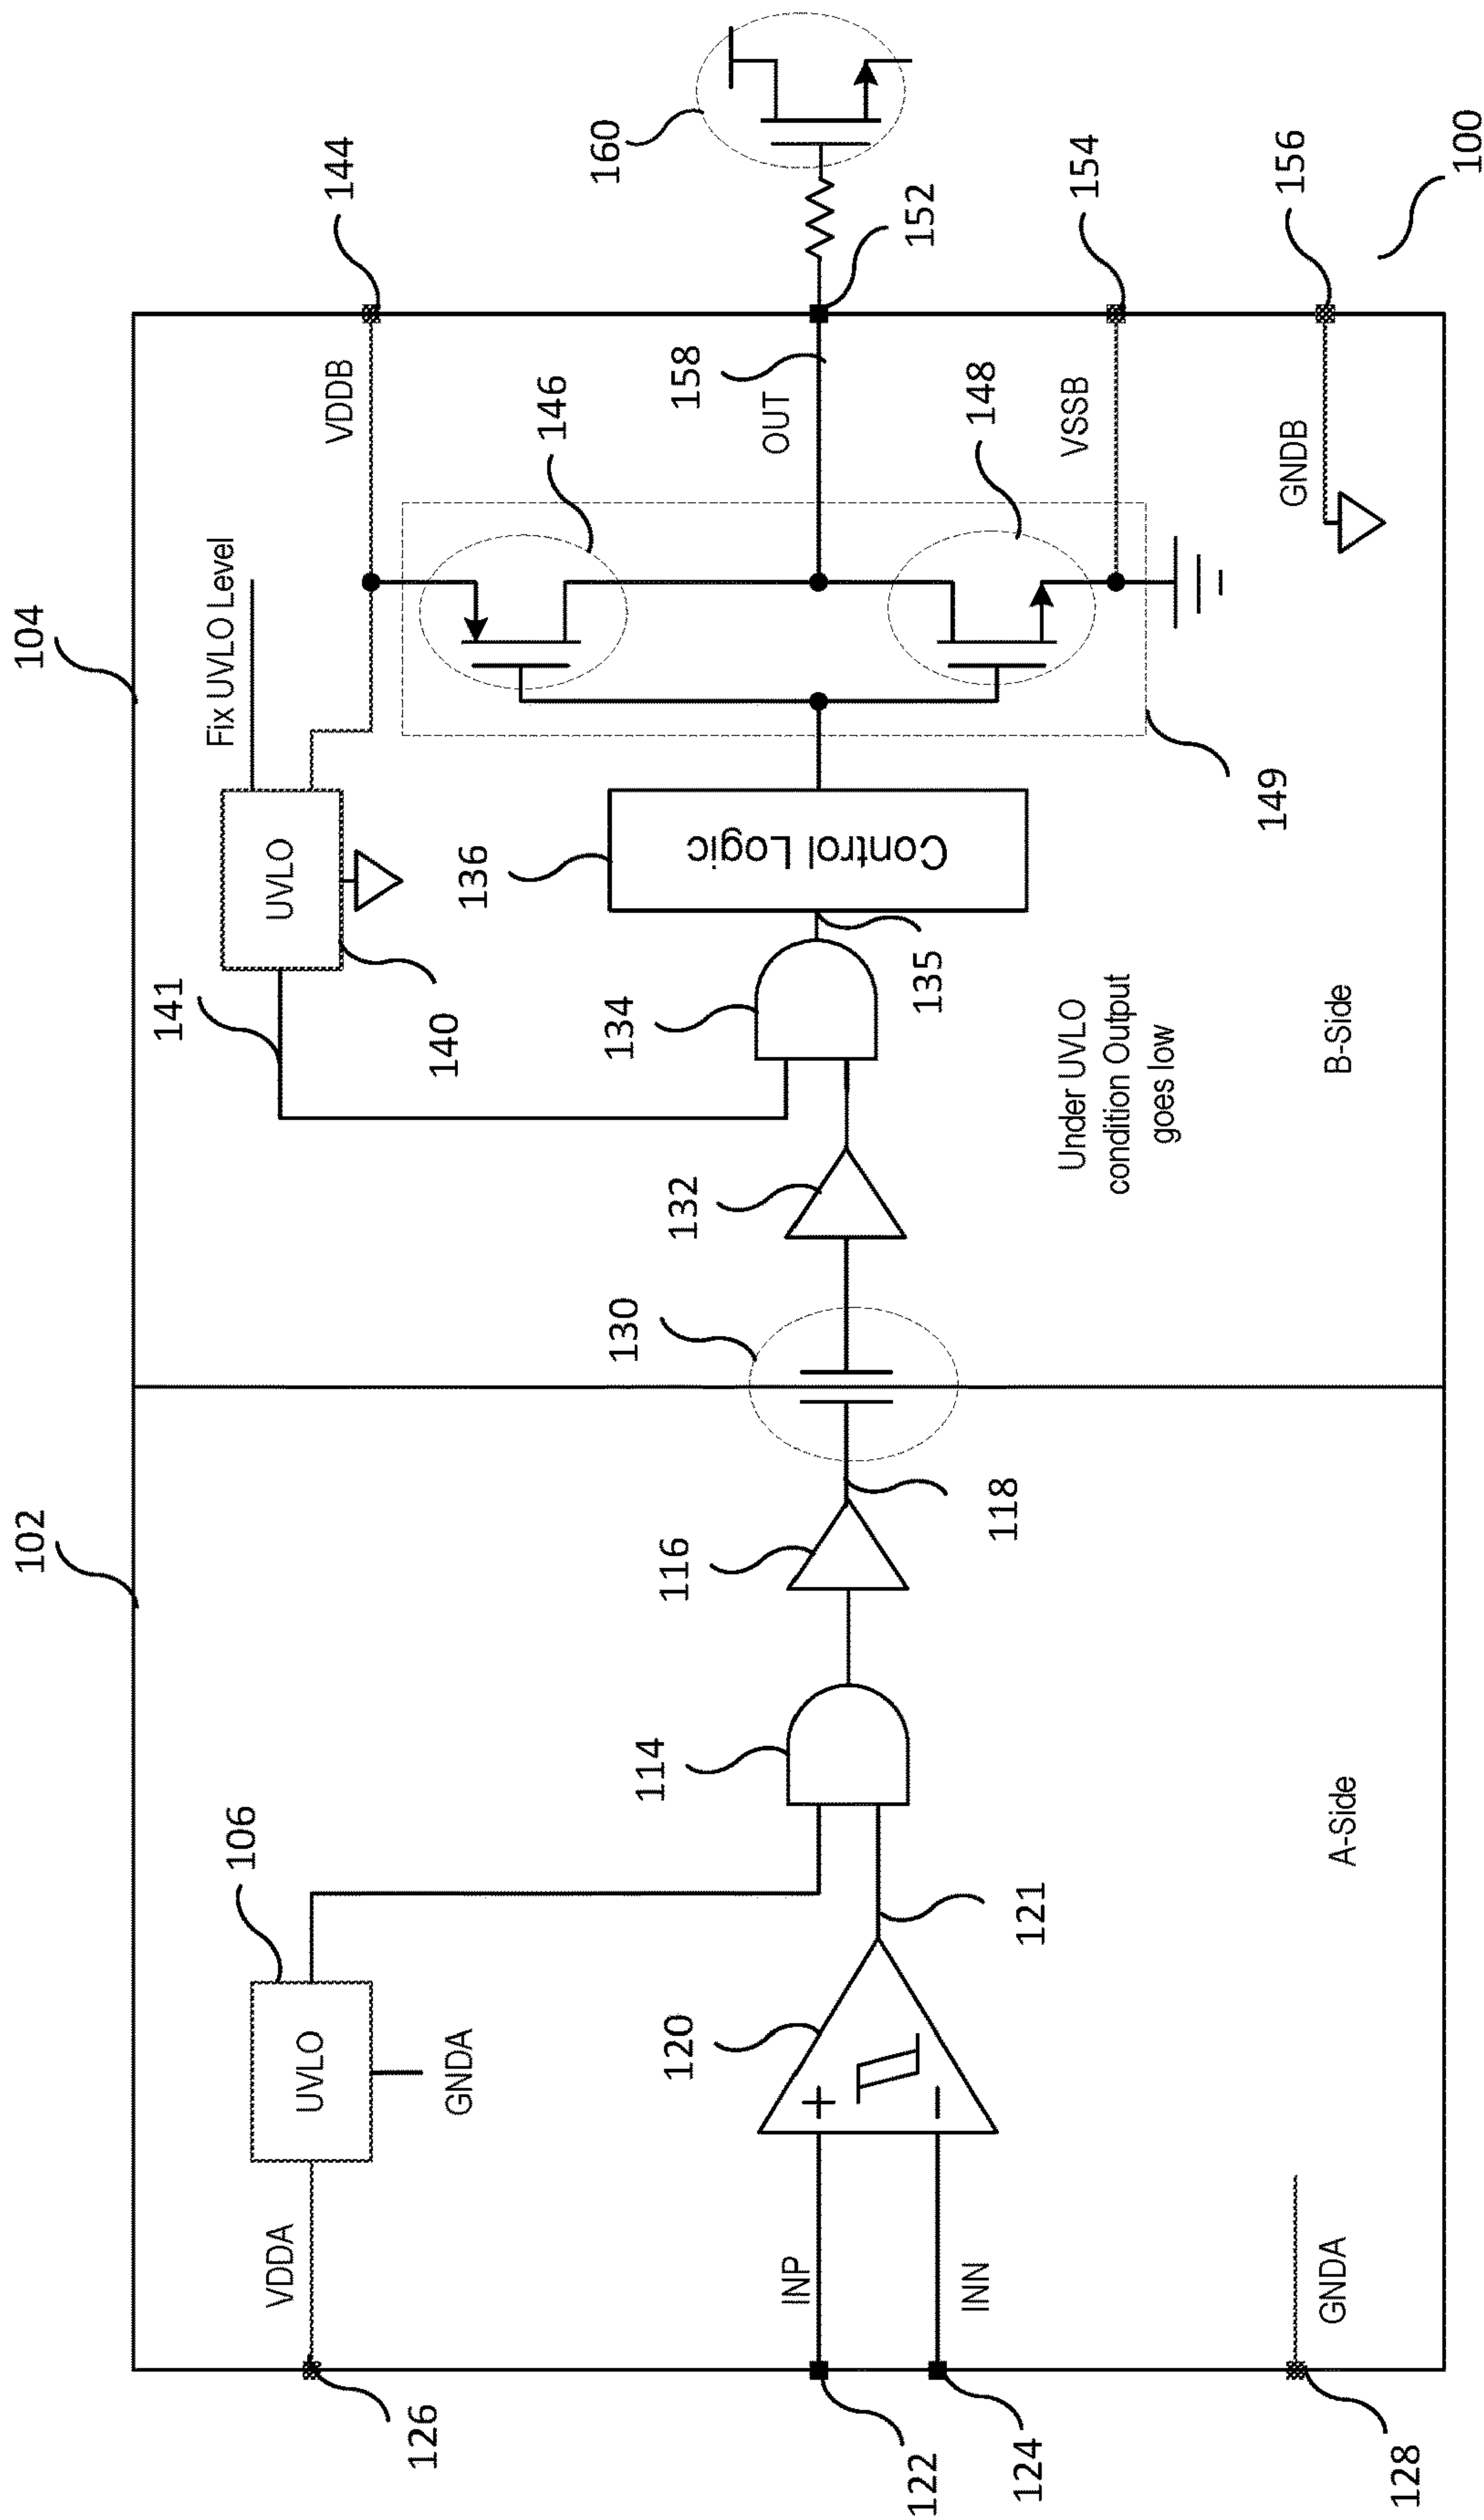 102
104
106
VDDA
UVLO
GNDA
126
INP
INN
122
124
120
121
114
116
118
130
GNDA
128
A-Side
141
UVLO
140
Fix UVLO Level
VDDB
144
132
134
135
136
Control Logic
146
148
149
OUT
158
152
160
VSSB
154
GNDB
156
Under UVLO
condition Output
goes low
B-Side
100